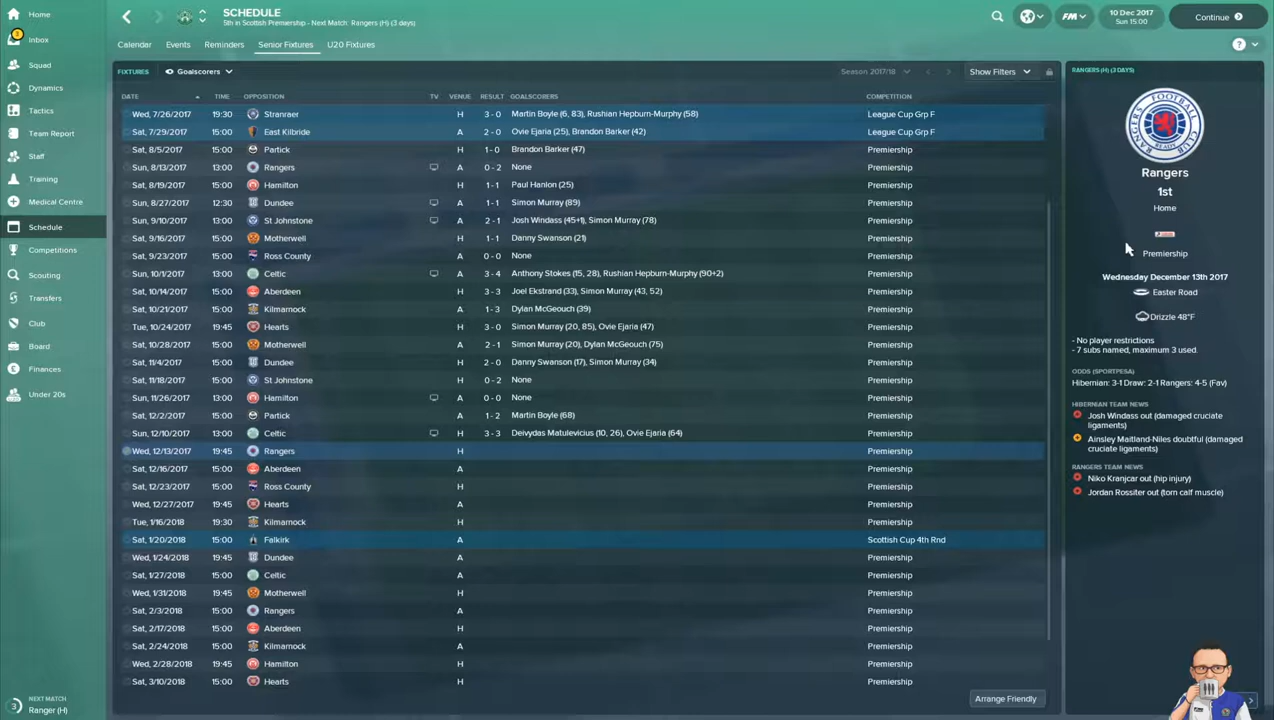 SCHEDULE
5th in Scottish Premiership - Next Match: Rangers (H) (3 days)
FM
10 Dec 2017
Sun 15:00
Continue
Home
3
Inbox
Squad
Dynamics
Tactics
Team Report
Staff
Training
Medical Centre
Schedule
Competitions
Scouting
Transfers
Club
Board
Finances
Under 20s
3
NEXT MATCH
Ranger (H)
Calendar Events Reminders Senior Fixtures U20 Fixtures
?
FIXTURES Goalscorers Season 2017/18 Show Filters
DATE TIME OPPOSITION TV VENUE RESULT GOALSCORERS COMPETITION
Wed, 7/26/2017 19:30 Stranraer H 3 - 0 Martin Boyle (6, 83), Rushian Hepburn-Murphy (58) League Cup Grp F
Sat, 7/29/2017 15:00 East Kilbride A 2 - 0 Ovie Ejaria (25), Brandon Barker (42) League Cup Grp F
Sat, 8/5/2017 15:00 Partick H 1 - 0 Brandon Barker (47) Premiership
Sun, 8/13/2017 13:00 Rangers A 0 - 2 None Premiership
Sat, 8/19/2017 15:00 Hamilton H 1 - 1 Paul Hanlon (25) Premiership
Sun, 8/27/2017 12:30 Dundee A 1 - 1 Simon Murray (89) Premiership
Sun, 9/10/2017 13:00 St Johnstone A 2 - 1 Josh Windass (45+1), Simon Murray (78) Premiership
Sat, 9/16/2017 15:00 Motherwell H 1 - 1 Danny Swanson (21) Premiership
Sat, 9/23/2017 15:00 Ross County A 0 - 0 None Premiership
Sun, 10/1/2017 13:00 Celtic A 3 - 4 Anthony Stokes (15, 28), Rushian Hepburn-Murphy (90+2) Premiership
Sat, 10/14/2017 15:00 Aberdeen H 3 - 3 Joel Ekstrand (33), Simon Murray (43, 52) Premiership
Sat, 10/21/2017 15:00 Kilmarnock A 1 - 3 Dylan McGeouch (39) Premiership
Tue, 10/24/2017 19:45 Hearts H 3 - 0 Simon Murray (20, 85), Ovie Ejaria (47) Premiership
Sat, 10/28/2017 15:00 Motherwell A 2 - 1 Simon Murray (20), Dylan McGeouch (75) Premiership
Sat, 11/4/2017 15:00 Dundee H 2 - 0 Danny Swanson (17), Simon Murray (34) Premiership
Sat, 11/18/2017 15:00 St Johnstone H 0 - 2 None Premiership
Sun, 11/26/2017 13:00 Hamilton A 0 - 0 None Premiership
Sat, 12/2/2017 15:00 Partick A 1 - 2 Martin Boyle (68) Premiership
Sun, 12/10/2017 13:00 Celtic H 3 - 3 Deivydas Matulevicius (10, 26), Ovie Ejaria (64) Premiership
Wed, 12/13/2017 19:45 Rangers H Premiership
Sat, 12/16/2017 15:00 Aberdeen A Premiership
Sat, 12/23/2017 15:00 Ross County H Premiership
Wed, 12/27/2017 19:45 Hearts A Premiership
Tue, 1/16/2018 19:30 Kilmarnock H Premiership
Sat, 1/20/2018 15:00 Falkirk A Scottish Cup 4th Rnd
Wed, 1/24/2018 19:45 Dundee A Premiership
Sat, 1/27/2018 15:00 Celtic A Premiership
Wed, 1/31/2018 19:45 Motherwell H Premiership
Sat, 2/3/2018 15:00 Rangers A Premiership
Sat, 2/17/2018 15:00 Aberdeen H Premiership
Sat, 2/24/2018 15:00 Kilmarnock A Premiership
Wed, 2/28/2018 19:45 Hamilton H Premiership
Sat, 3/10/2018 15:00 Hearts H Premiership
Arrange Friendly
RANGERS (H) (3 DAYS)
RANGERS FOOTBALL CLUB
READY
Rangers
1st
Home
Premiership
Wednesday December 13th 2017
Easter Road
Drizzle 48°F
- No player restrictions
- 7 subs named, maximum 3 used.
ODDS (SPORTPESA)
Hibernian: 3-1 Draw: 2-1 Rangers: 4-5 (Fav)
HIBERNIAN TEAM NEWS
Josh Windass out (damaged cruciate
ligaments)
Ainsley Maitland-Niles doubtful (damaged
cruciate ligaments)
RANGERS TEAM NEWS
Niko Kranjcar out (hip injury)
Jordan Rossiter out (torn calf muscle)